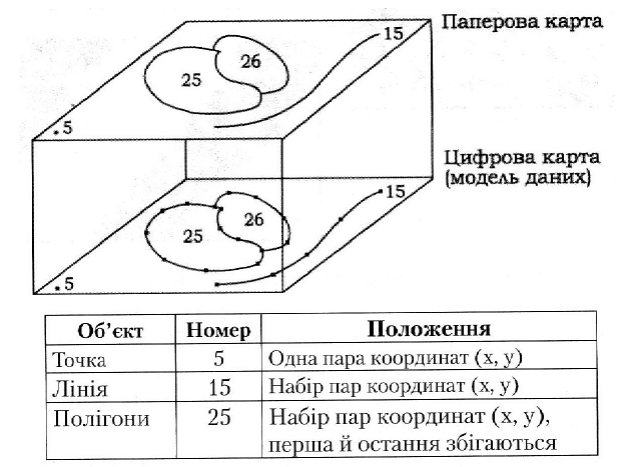 Паперова карта
15
26
25
5
Цифрова карта
(модель даних)
15
26
25
5
Об’єкт Номер Положення
Точка 5 Одна пара координат (x, y)
Лінія 15 Набір пар координат (x, y)
Полігони 25 Набір пар координат (x, y),
перша й остання збігаються